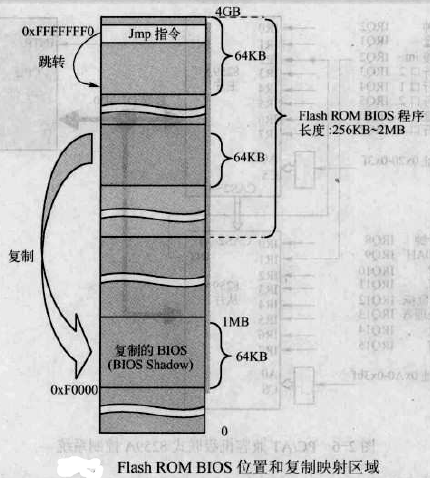 4GB
0xFFFFFFF0
Jmp 指令
跳转
64KB
Flash ROM BIOS 程序
长度 :256KB~2MB
64KB
复制
1MB
复制的 BIOS
(BIOS Shadow)
64KB
0xF0000
0
Flash ROM BIOS 位置和复制映射区域